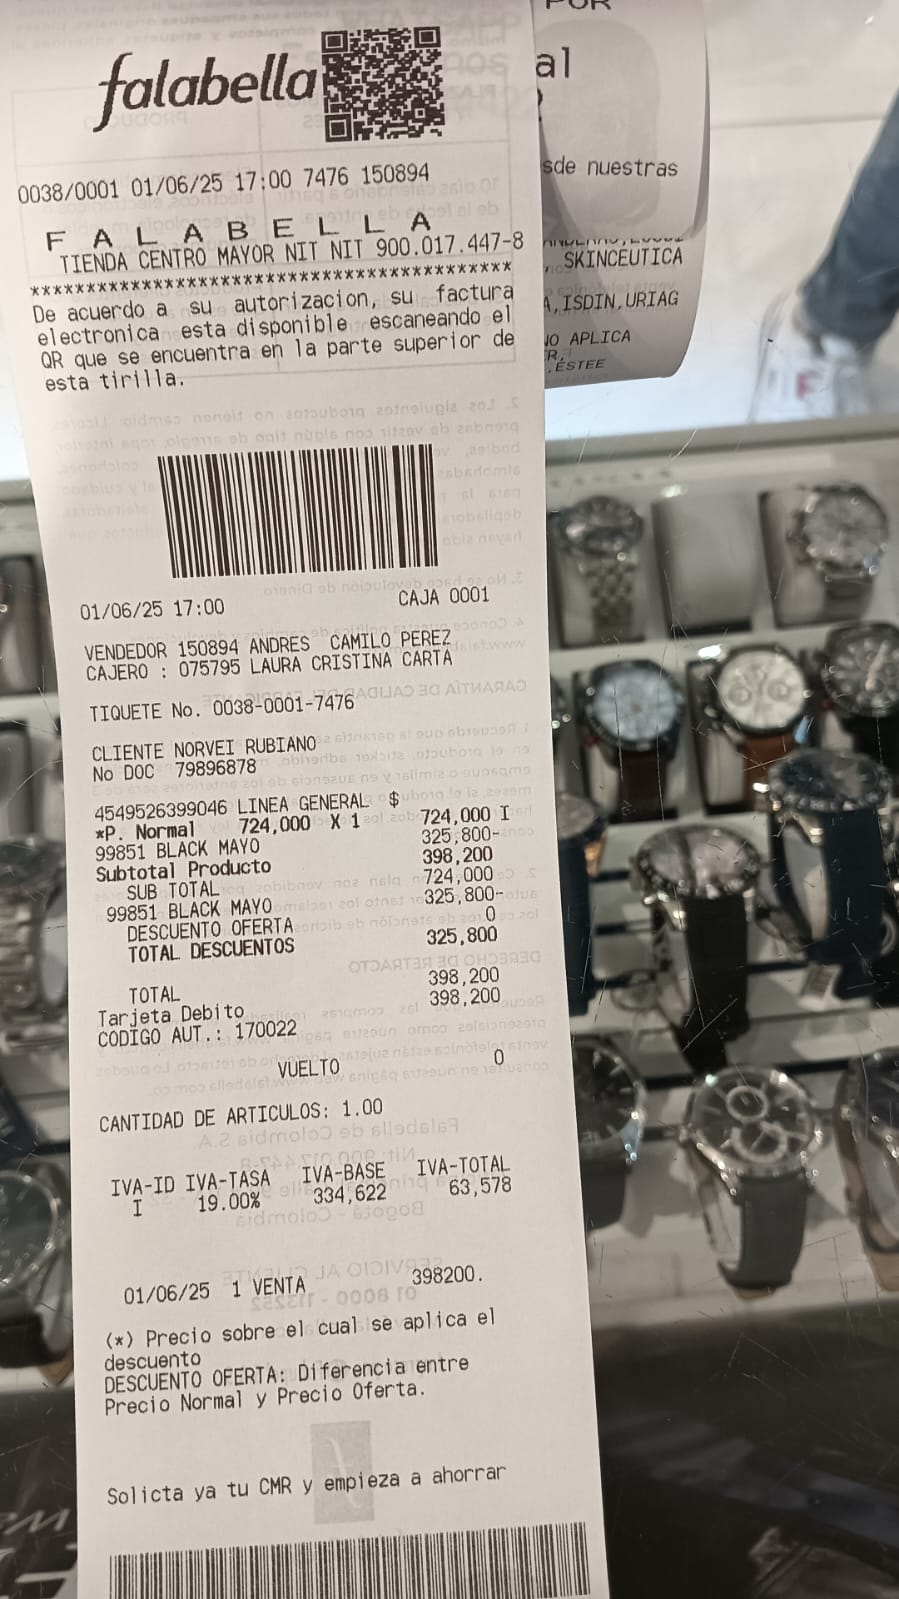 falabella
0038/0001 01/06/25 17:00 7476 150894
F A L A B E L L A
TIENDA CENTRO MAYOR NIT NIT 900.017.447-8
******************************************
De acuerdo a su autorizacion, su factura
electronica esta disponible escaneando el
QR que se encuentra en la parte superior de
esta tirilla.
01/06/25 17:00 CAJA 0001
VENDEDOR 150894 ANDRES CAMILO PEREZ
CAJERO : 075795 LAURA CRISTINA CARTA
TIQUETE No. 0038-0001-7476
CLIENTE NORVEI RUBIANO
No DOC 79896878
4549526399046 LINEA GENERAL $
*P. Normal 724,000 X 1 724,000 I
99851 BLACK MAYO 325,800-
Subtotal Producto 398,200
SUB TOTAL 724,000
99851 BLACK MAYO 325,800-
DESCUENTO OFERTA 0
TOTAL DESCUENTOS 325,800
TOTAL 398,200
Tarjeta Debito 398,200
CODIGO AUT.: 170022
VUELTO 0
CANTIDAD DE ARTICULOS: 1.00
IVA-ID IVA-TASA IVA-BASE IVA-TOTAL
I 19.00% 334,622 63,578
01/06/25 1 VENTA 398200.
(*) Precio sobre el cual se aplica el
descuento
DESCUENTO OFERTA: Diferencia entre
Precio Normal y Precio Oferta.
Solicta ya tu CMR y empieza a ahorrar
POR
al
sde nuestras
SKINCEUTICA
A,ISDIN,URIAG
NO APLICA
R,
,ESTEE